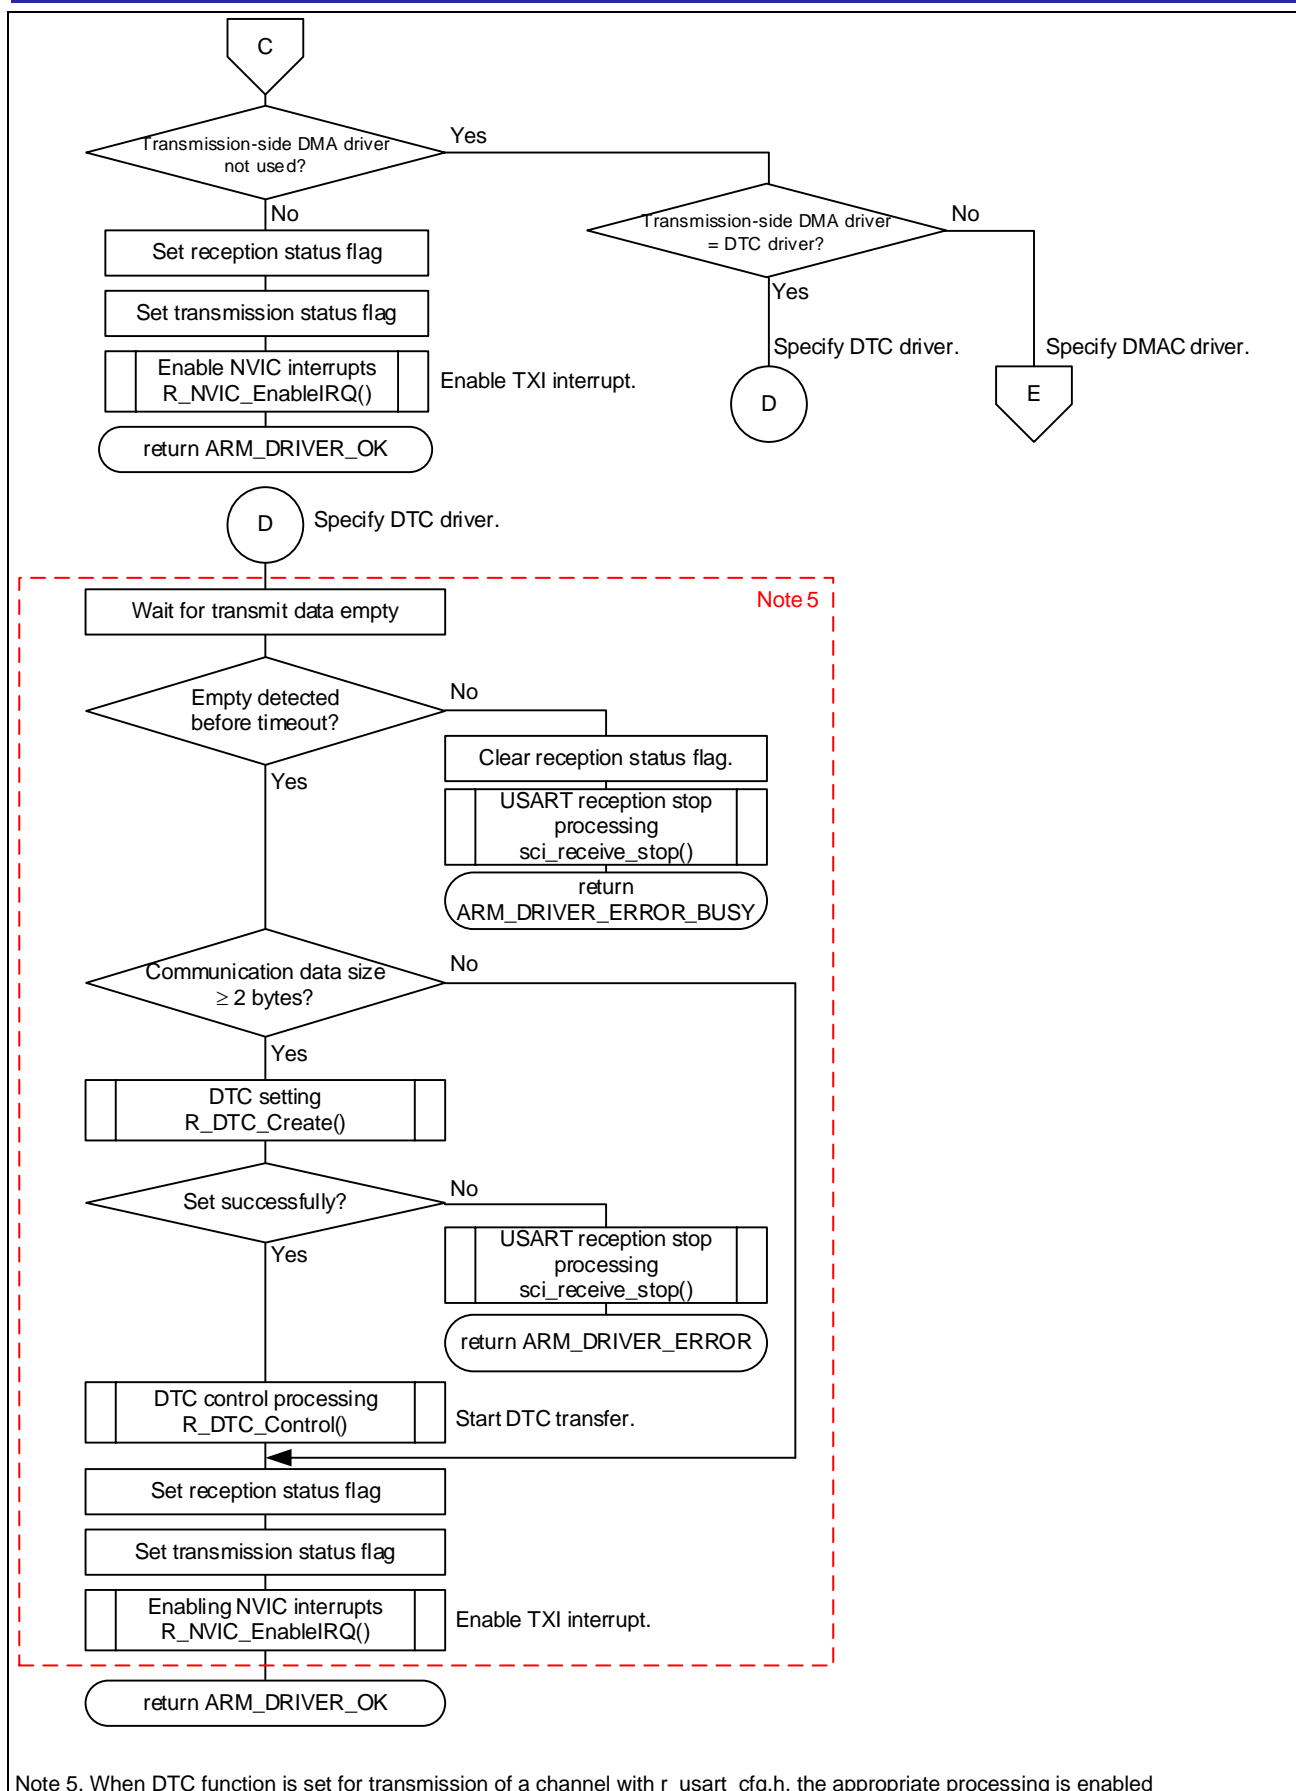 C
Transmission-side DMA driver
not used?
Yes
No
Transmission-side DMA driver
= DTC driver?
No
Yes
Set reception status flag
Set transmission status flag
Enable NVIC interrupts
R_NVIC_EnableIRQ()
Enable TXI interrupt.
return ARM_DRIVER_OK
Specify DTC driver.
D
Specify DMAC driver.
E
D
Specify DTC driver.
Note 5
Wait for transmit data empty
Empty detected
before timeout?
No
Yes
Clear reception status flag.
USART reception stop
processing
sci_receive_stop()
return
ARM_DRIVER_ERROR_BUSY
Communication data size
≥ 2 bytes?
No
Yes
DTC setting
R_DTC_Create()
Set successfully?
No
Yes
USART reception stop
processing
sci_receive_stop()
return ARM_DRIVER_ERROR
DTC control processing
R_DTC_Control()
Start DTC transfer.
Set reception status flag
Set transmission status flag
Enabling NVIC interrupts
R_NVIC_EnableIRQ()
Enable TXI interrupt.
return ARM_DRIVER_OK
Note 5. When DTC function is set for transmission of a channel with r_usart_cfg.h, the appropriate processing is enabled